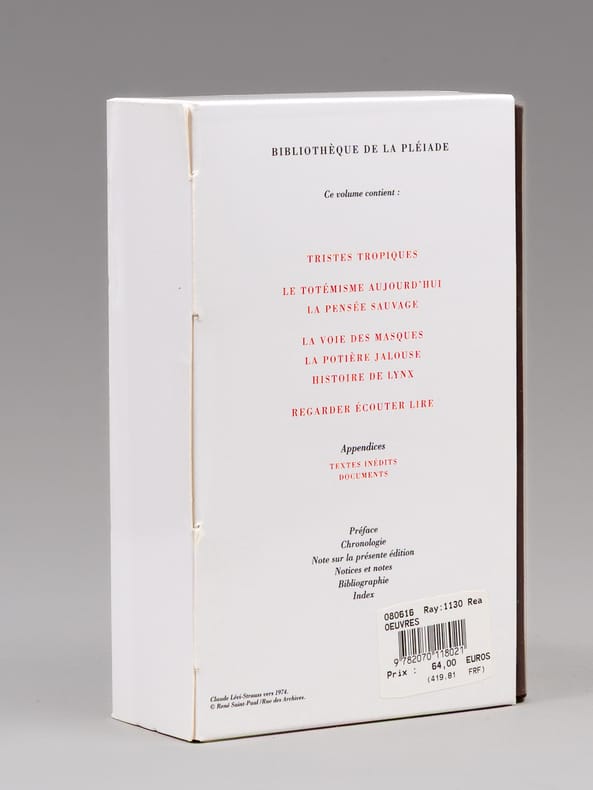 BIBLIOTHÈQUE DE LA PLÉIADE
Ce volume contient :
TRISTES TROPIQUES
LE TOTÉMISME AUJOURD'HUI
LA PENSÉE SAUVAGE
LA VOIE DES MASQUES
LA POTIÈRE JALOUSE
HISTOIRE DE LYNX
REGARDER ÉCOUTER LIRE
Appendices
TEXTES INÉDITS
DOCUMENTS
Préface
Chronologie
Note sur la présente édition
Notices et notes
Bibliographie
Index
080616 Ray:1130 Rea
OEUVRES
9782070118021
Prix : 64,00 EUROS
(419.81 FRF)
Claude Lévi-Strauss vers 1974.
© René Saint-Paul /Rue des Archives.